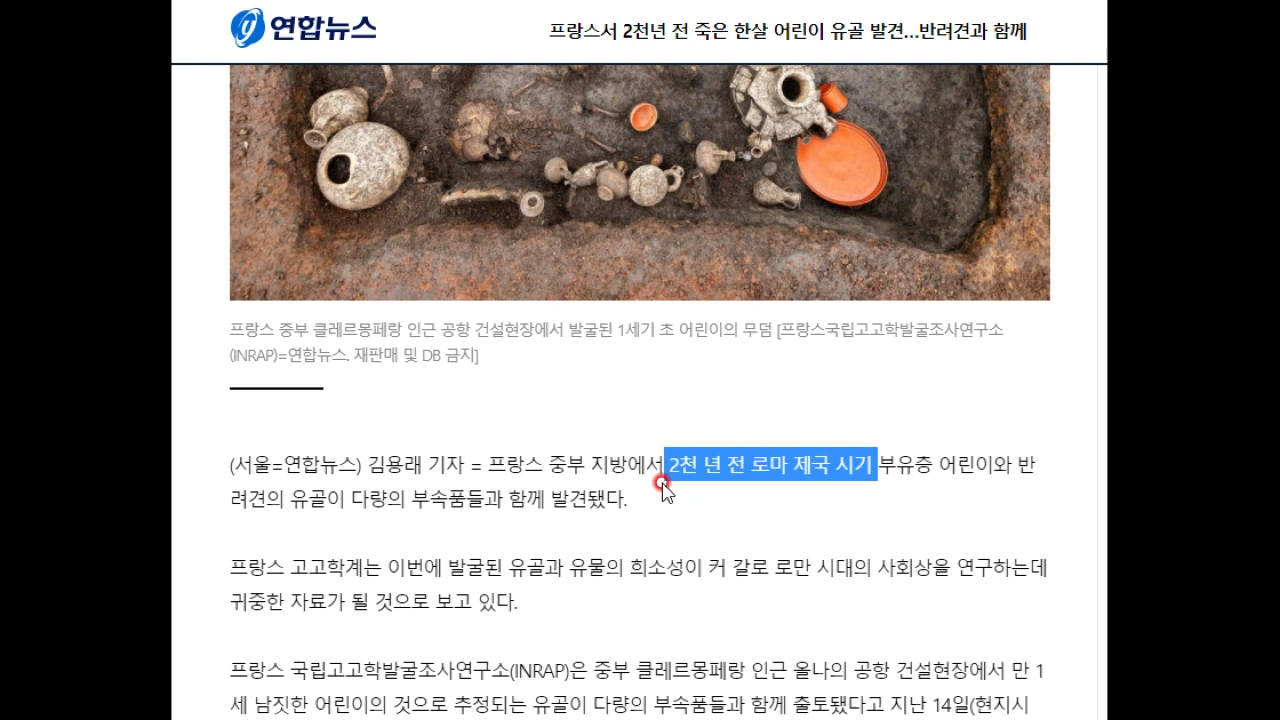 연합뉴스
프랑스서 2천년 전 죽은 한살 어린이 유골 발견...반려견과 함께
프랑스 중부 클레르몽페랑 인근 공항 건설현장에서 발굴된 1세기 초 어린이의 무덤 [프랑스국립고고학발굴조사연구소
(INRAP)=연합뉴스. 재판매 및 DB 금지]
(서울=연합뉴스) 김용래 기자 = 프랑스 중부 지방에서 2천 년 전 로마 제국 시기 부유층 어린이와 반
려견의 유골이 다량의 부속품들과 함께 발견됐다.
프랑스 고고학계는 이번에 발굴된 유골과 유물의 희소성이 커 갈로 로만 시대의 사회상을 연구하는데
귀중한 자료가 될 것으로 보고 있다.
프랑스 국립고고학발굴조사연구소(INRAP)은 중부 클레르몽페랑 인근 올나의 공항 건설현장에서 만 1
세 남짓한 어린이의 것으로 추정되는 유골이 다량의 부속품들과 함께 출토됐다고 지난 14일(현지시